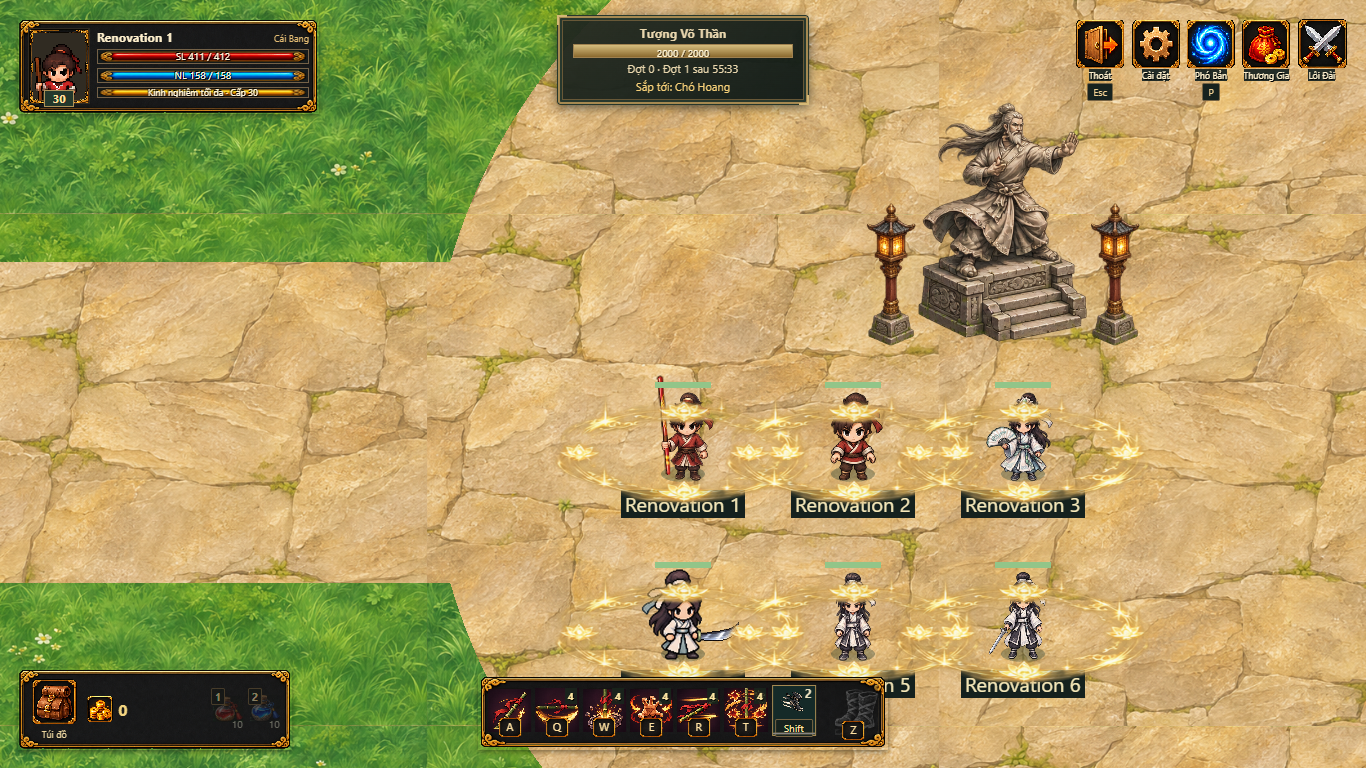 Renovation 1
Cái Bang
SL 411 / 412
NL 158 / 158
Kinh nghiệm tối đa · Cấp 30
30
Tượng Võ Thần
2000 / 2000
Đợt 0 · Đợt 1 sau 55:33
Sắp tới: Chó Hoang
Thoát
Cài đặt
Phó Bản
Thương Gia
Lôi Đài
Esc
P
Renovation 1
Renovation 2
Renovation 3
n 5
Renovation 6
Túi đồ
0
1
10
2
10
A
4
Q
4
W
4
E
4
R
4
T
2
Shift
Z